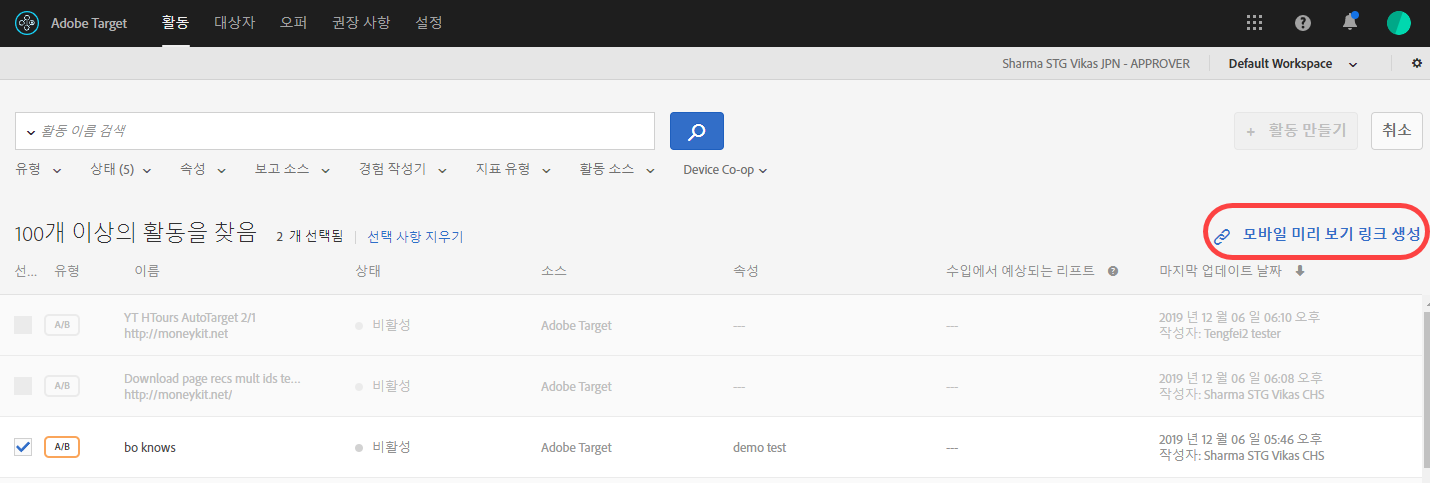 Adobe Target 활동 대상자 오퍼 권장 사항 설정
Sharma STG Vikas JPN - APPROVER Default Workspace
활동 이름 검색
+ 활동 만들기 취소
유형 상태 (5) 속성 보고 소스 경험 작성기 지표 유형 활동 소스 Device Co-op
100개 이상의 활동을 찾음 2 개 선택됨 선택 사항 지우기 모바일 미리 보기 링크 생성
선... 유형 이름 상태 소스 속성 수입에서 예상되는 리프트 마지막 업데이트 날짜
A/B YT HTours AutoTarget 2/1 비활성 Adobe Target --- --- 2019 년 12 월 06 일 06:10 오후
http://moneykit.net 작성자: Tengfei2 tester
A/B Download page recs mult ids te... 비활성 Adobe Target --- --- 2019 년 12 월 06 일 06:08 오후
http://moneykit.net/ 작성자: Sharma STG Vikas CHS
A/B bo knows 비활성 Adobe Target demo test --- 2019 년 12 월 06 일 05:46 오후
작성자: Sharma STG Vikas CHS